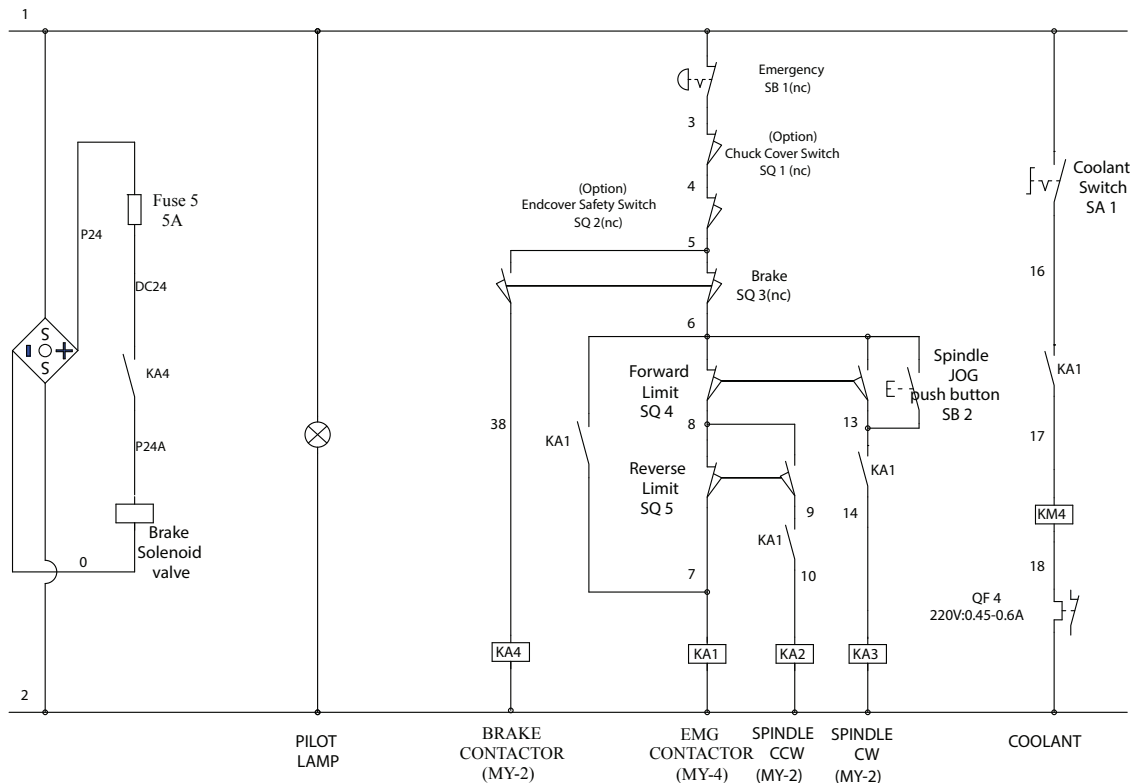 1
Emergency
SB 1(nc)
3
(Option)
Chuck Cover Switch
SQ 1 (nc)
4
(Option)
Endcover Safety Switch
SQ 2(nc)
5
Brake
SQ 3(nc)
6
Coolant
Switch
SA 1
16
Fuse 5
5A
P24
DC24
S
S
KA4
P24A
Brake
Solenoid
valve
0
38
KA1
Forward
Limit
SQ 4
8
Reverse
Limit
SQ 5
7
Spindle
JOG
push button
SB 2
13
KA1
14
9
KA1
10
KA1
17
KM4
18
QF 4
220V:0.45-0.6A
KA4
KA1
KA2
KA3
2
PILOT
LAMP
BRAKE
CONTACTOR
(MY-2)
EMG
CONTACTOR
(MY-4)
SPINDLE
CCW
(MY-2)
SPINDLE
CW
(MY-2)
COOLANT